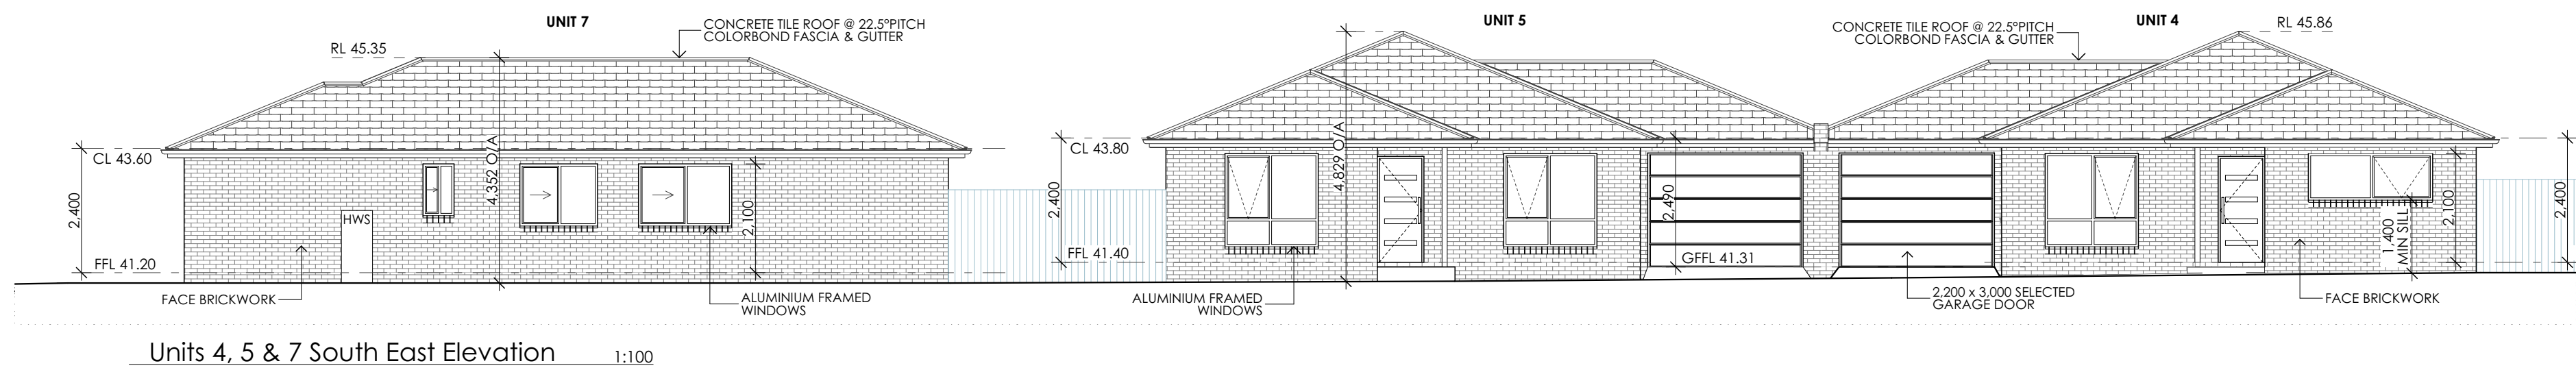 UNIT 7
CONCRETE TILE ROOF @ 22.5°PITCH
COLORBOND FASCIA & GUTTER
RL 45.35
CL 43.60
2,400
FFL 41.20
HWS
4,352 O/A
2,100
FACE BRICKWORK
ALUMINIUM FRAMED
WINDOWS
UNIT 5
CL 43.80
2,400
FFL 41.40
4,829 O/A
2,490
GFFL 41.31
ALUMINIUM FRAMED
WINDOWS
UNIT 4
CONCRETE TILE ROOF @ 22.5°PITCH
COLORBOND FASCIA & GUTTER
RL 45.86
2,200 x 3,000 SELECTED
GARAGE DOOR
1,400
MIN SILL
2,100
2,400
FACE BRICKWORK
Units 4, 5 & 7 South East Elevation
1:100